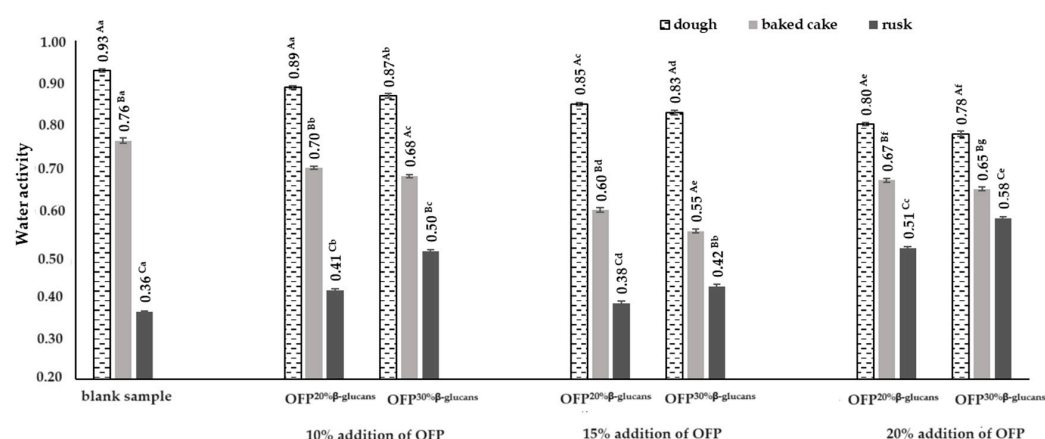 dough baked cake rusk
Water activity
1.00
0.90
0.80
0.70
0.60
0.50
0.40
0.30
0.20
0.93 Aa
0.76 Ba
0.36 Ca
0.89 Aa
0.70 Bb
0.41 Cb
0.87 Ab
0.68 Ac
0.50 Bc
0.85 Ac
0.60 Bd
0.38 Cd
0.83 Ad
0.55 Ae
0.42 Bb
0.80 Ae
0.67 Bf
0.51 Cc
0.78 Af
0.65 Bg
0.58 Ce
blank sample OFP20%β-glucans OFP30%β-glucans OFP20%β-glucans OFP30%β-glucans OFP20%β-glucans OFP30%β-glucans
10% addition of OFP 15% addition of OFP 20% addition of OFP